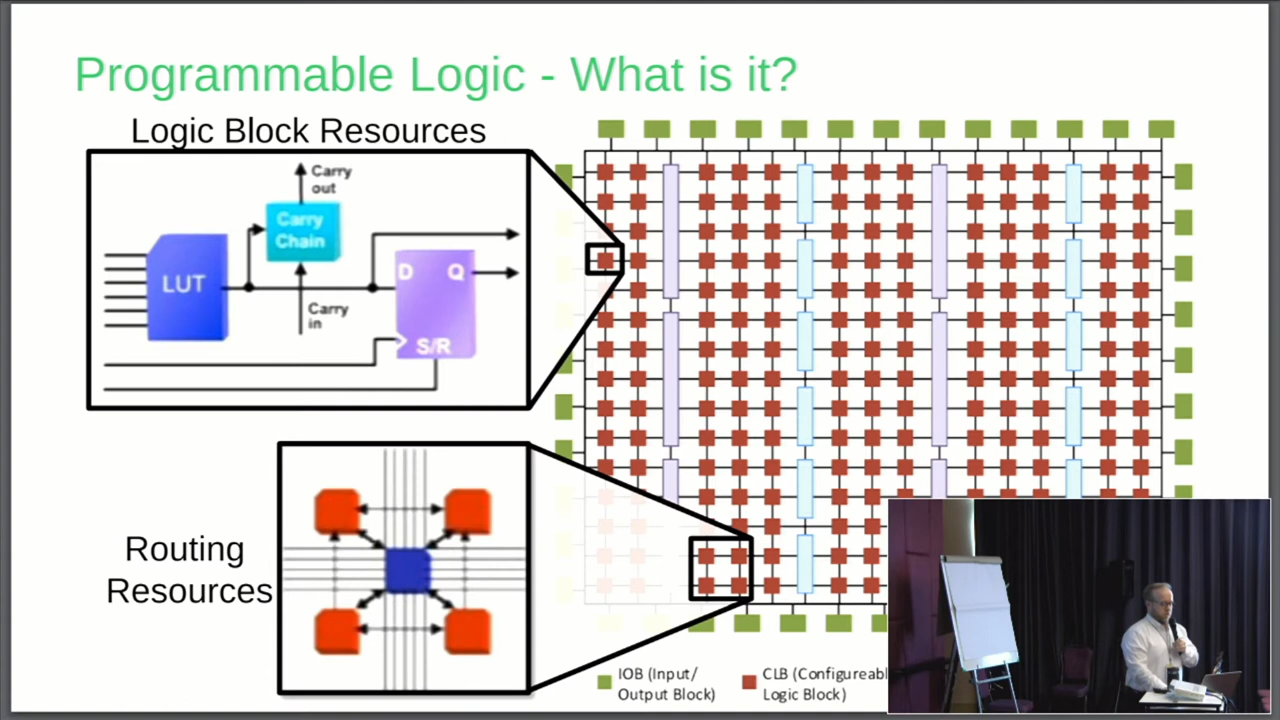 Programmable Logic - What is it?
Logic Block Resources
Carry
out
Carry
Chain
LUT
D Q
Carry
in
S/R
Routing
Resources
IOB (Input/
Output Block)
CLB (Configureabl
Logic Block)